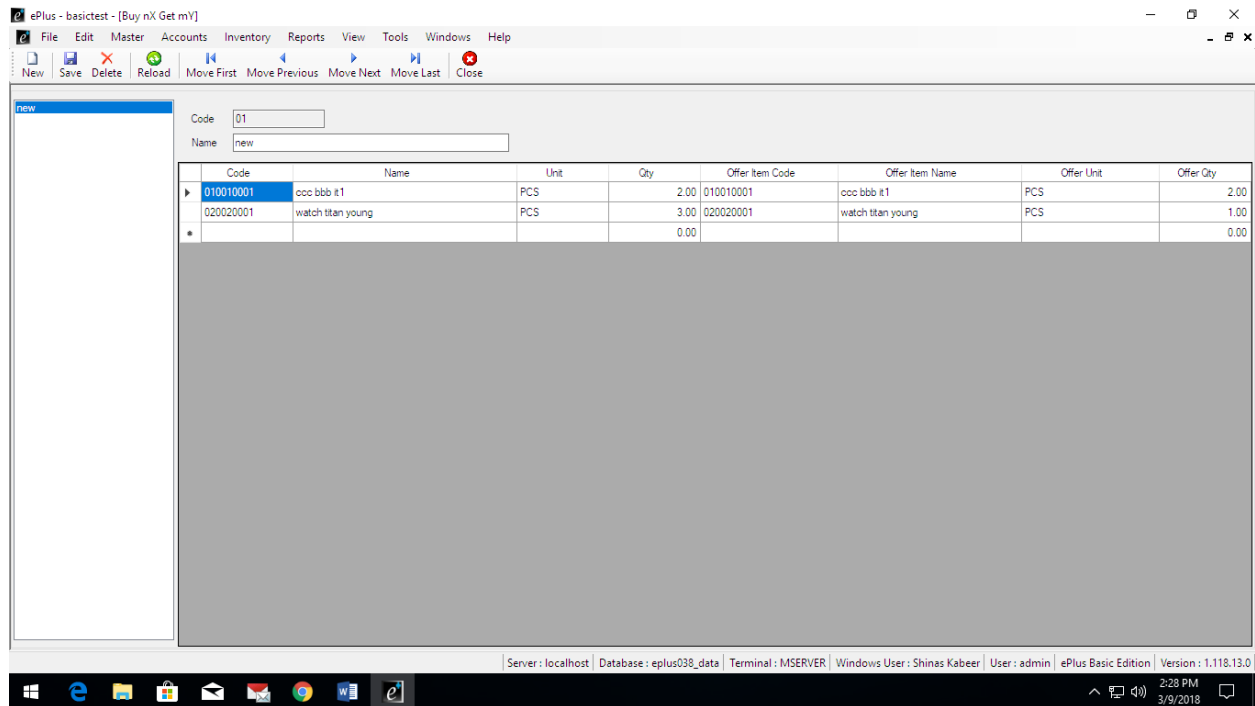 ePlus - basictest - [Buy nX Get mY]
File Edit Master Accounts Inventory Reports View Tools Windows Help
New Save Delete Reload Move First Move Previous Move Next Move Last Close
new
Code 01
Name new
Code Name Unit Qty Offer Item Code Offer Item Name Offer Unit Offer Qty
010010001 ccc bbb it1 PCS 2.00 010010001 ccc bbb it1 PCS 2.00
020020001 watch titan young PCS 3.00 020020001 watch titan young PCS 1.00
0.00 0.00
Server : localhost Database : eplus038_data Terminal : MSERVER Windows User : Shinas Kabeer User : admin ePlus Basic Edition Version : 1.118.13.0
2:28 PM
3/9/2018